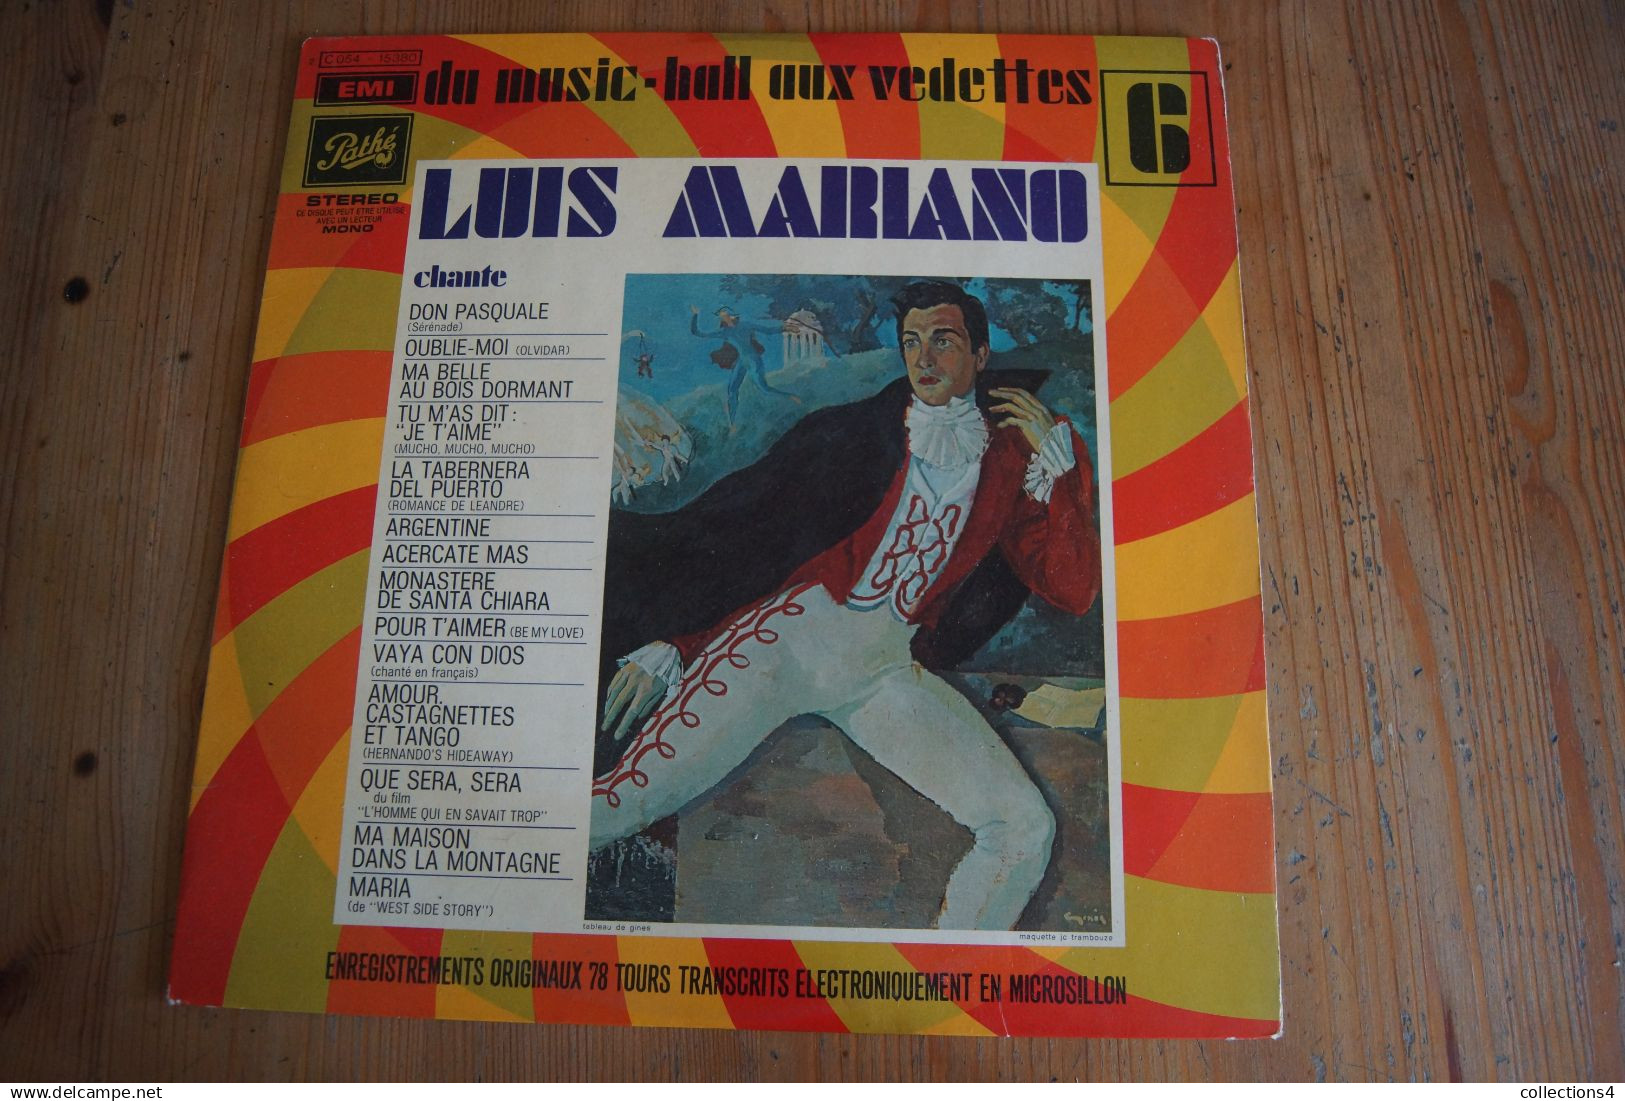 2 C 054 - 15380
EMI
du music-hall aux vedettes
6
Pathé
STEREO
CE DISQUE PEUT ETRE UTILISE
AVEC UN LECTEUR
MONO
LUIS MARIANO
chante
DON PASQUALE
(Sérénade)
OUBLIE-MOI (OLVIDAR)
MA BELLE
AU BOIS DORMANT
TU M'AS DIT :
"JE T'AIME"
(MUCHO, MUCHO, MUCHO)
LA TABERNERA
DEL PUERTO
(ROMANCE DE LEANDRE)
ARGENTINE
ACERCATE MAS
MONASTERE
DE SANTA CHIARA
POUR T'AIMER (BE MY LOVE)
VAYA CON DIOS
(chanté en français)
AMOUR,
CASTAGNETTES
ET TANGO
(HERNANDO'S HIDEAWAY)
QUE SERA, SERA
du film
"L'HOMME QUI EN SAVAIT TROP"
MA MAISON
DANS LA MONTAGNE
MARIA
(de "WEST SIDE STORY")
tableau de gines
maquette jc trambouze
ENREGISTREMENTS ORIGINAUX 78 TOURS TRANSCRITS ELECTRONIQUEMENT EN MICROSILLON
www.delcampe.net
collections4